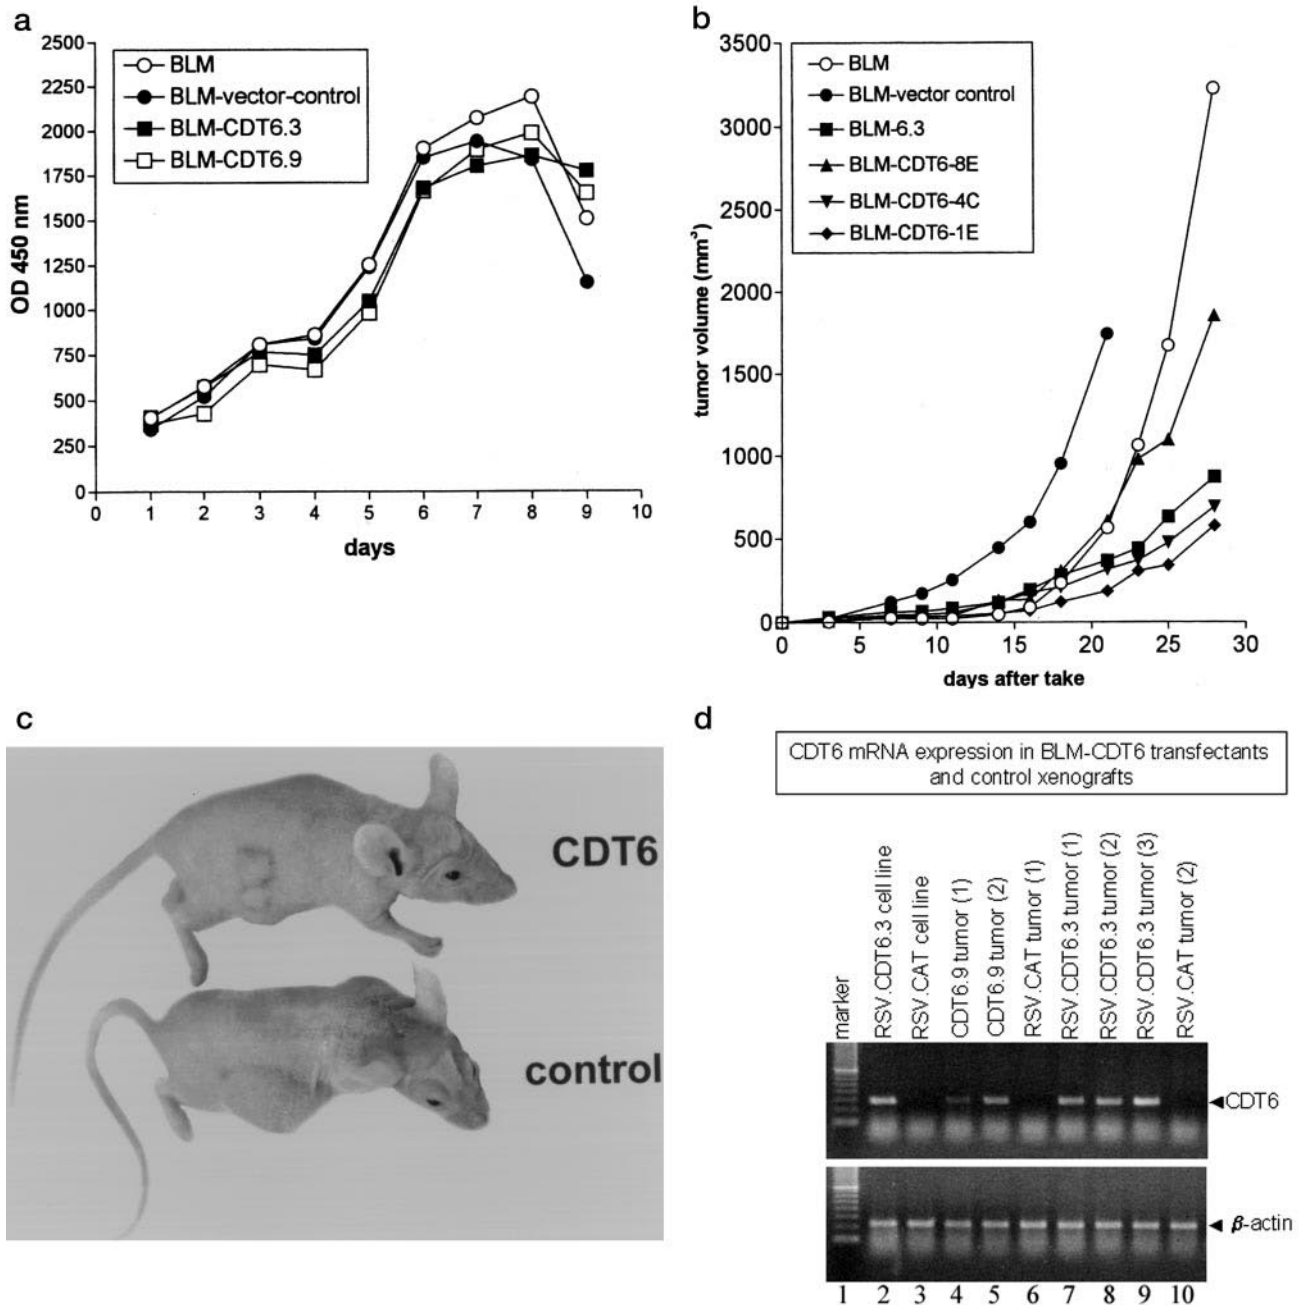 a
2500
2250
2000
1750
1500
1250
1000
750
500
250
0
OD 450 nm
BLM
BLM-vector-control
BLM-CDT6.3
BLM-CDT6.9
0 1 2 3 4 5 6 7 8 9 10
days
b
3500
3000
2500
2000
1500
1000
500
0
tumor volume (mm³)
BLM
BLM-vector control
BLM-6.3
BLM-CDT6-8E
BLM-CDT6-4C
BLM-CDT6-1E
0 5 10 15 20 25 30
days after take
c
CDT6
control
d
CDT6 mRNA expression in BLM-CDT6 transfectants
and control xenografts
marker
RSV.CDT6.3 cell line
RSV.CAT cell line
CDT6.9 tumor (1)
CDT6.9 tumor (2)
RSV.CAT tumor (1)
RSV.CDT6.3 tumor (1)
RSV.CDT6.3 tumor (2)
RSV.CDT6.3 tumor (3)
RSV.CAT tumor (2)
CDT6
β-actin
1 2 3 4 5 6 7 8 9 10